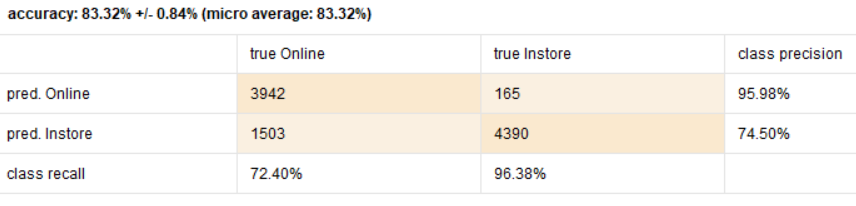 accuracy: 83.32% +/- 0.84% (micro average: 83.32%)
true Online true Instore class precision
pred. Online 3942 165 95.98%
pred. Instore 1503 4390 74.50%
class recall 72.40% 96.38%